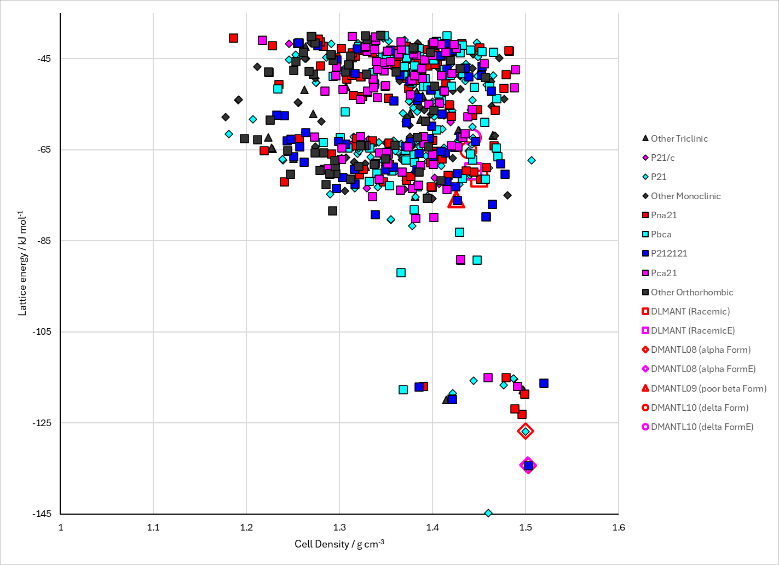 -45
-65
-85
-105
-125
-145
Lattice energy / kJ mol⁻¹
1
1.1
1.2
1.3
1.4
1.5
1.6
Cell Density / g cm⁻³
Other Triclinic
P21/c
P21
Other Monoclinic
Pna21
Pbca
P212121
Pca21
Other Orthorhombic
DLMANT (Racemic)
DLMANT (RacemicE)
DMANTL08 (alpha Form)
DMANTL08 (alpha FormE)
DMANTL09 (poor beta Form)
DMANTL10 (delta Form)
DMANTL10 (delta FormE)